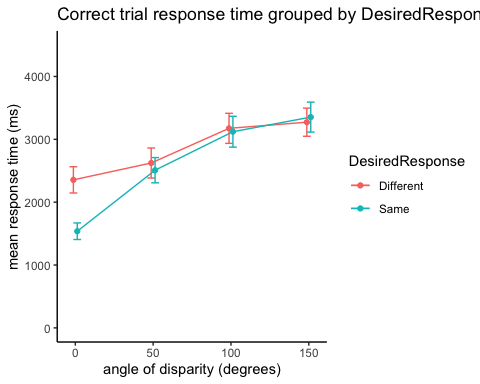 Correct trial response time grouped by DesiredRespon
mean response time (ms)
4000
3000
2000
1000
0
0 50 100 150
angle of disparity (degrees)
DesiredResponse
Different
Same